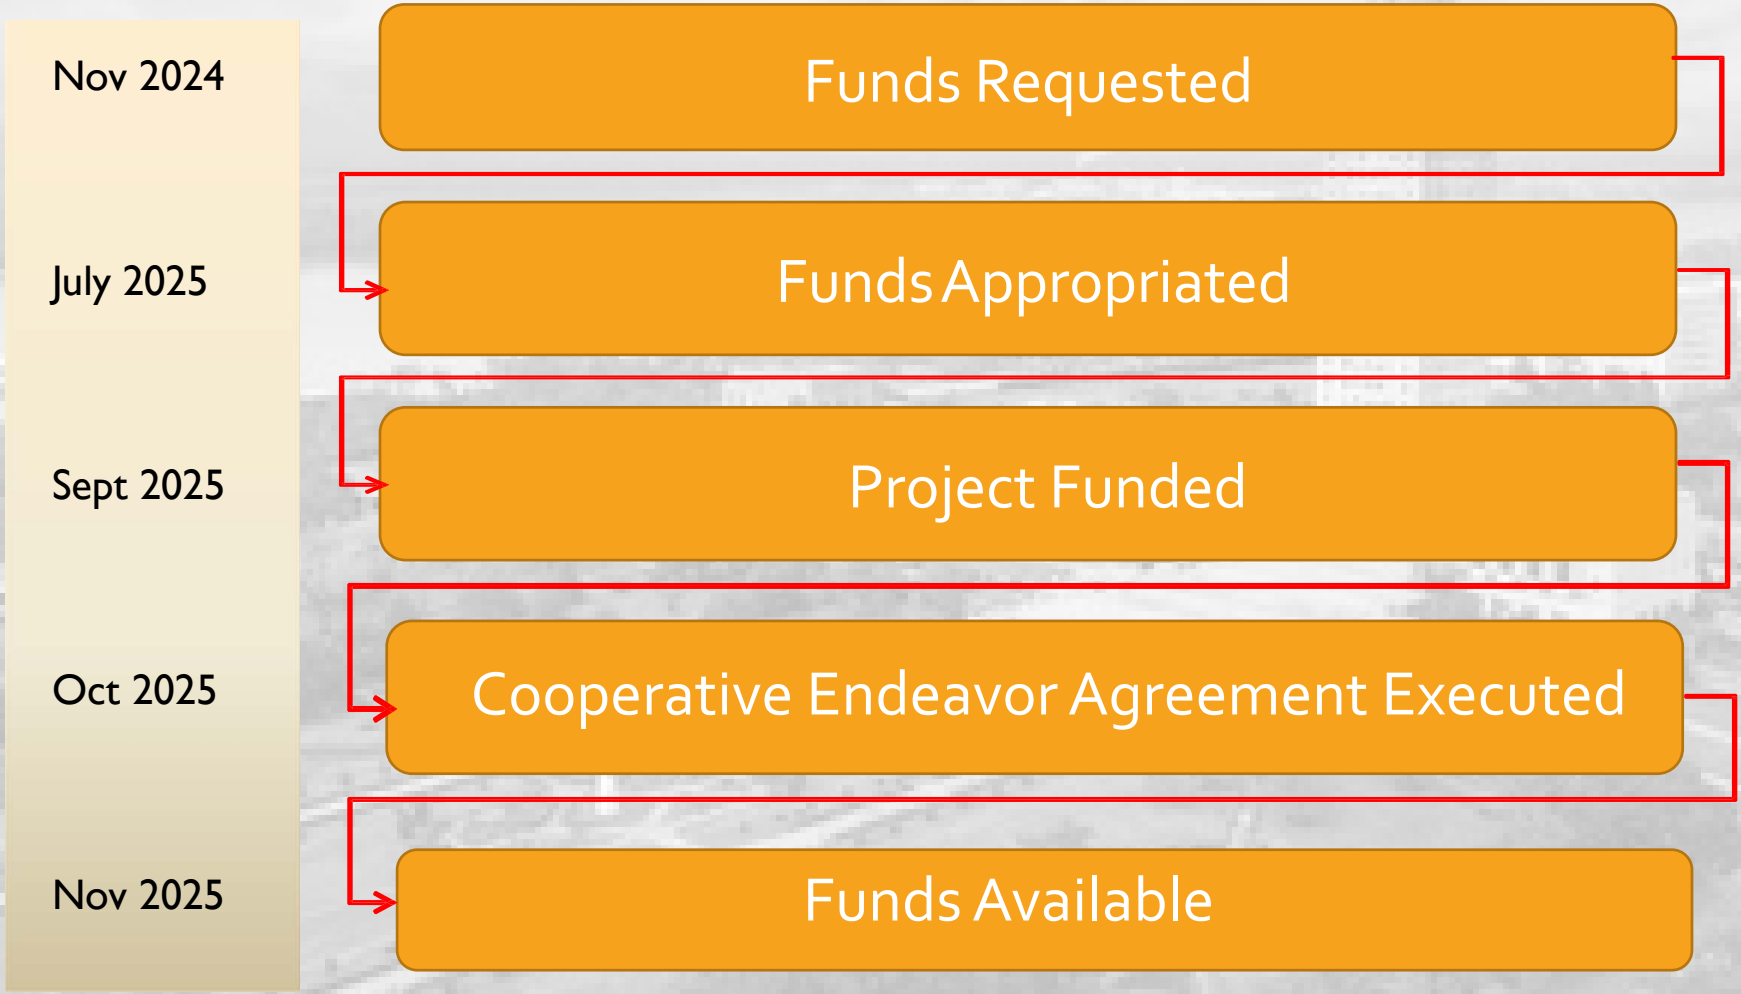 Nov 2024
Funds Requested
July 2025
Funds Appropriated
Sept 2025
Project Funded
Oct 2025
Cooperative Endeavor Agreement Executed
Nov 2025
Funds Available